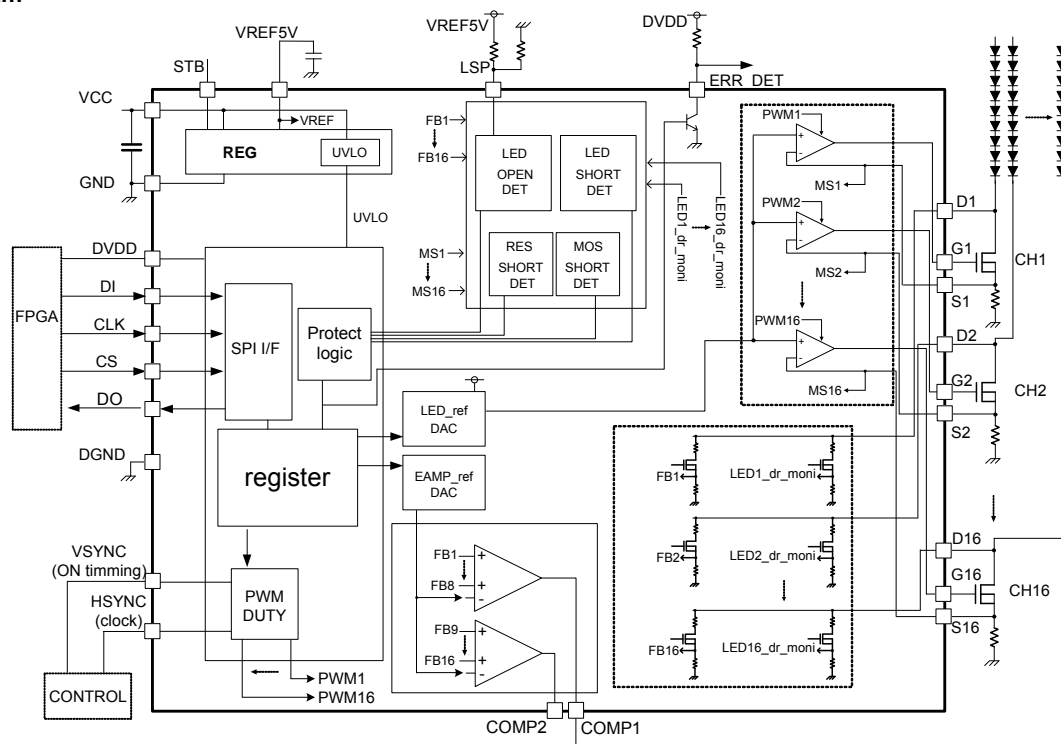 VREF5V
DVDD
VREF5V
STB
LSP
ERR DET
VCC
VREF
REG
UVLO
GND
UVLO
FB1
FB16
LED
OPEN
DET
LED
SHORT
DET
MS1
MS16
RES
SHORT
DET
MOS
SHORT
DET
LED1_dr_moni
LED16_dr_moni
PWM1
MS1
PWM2
MS2
PWM16
MS16
D1
G1
CH1
S1
D2
G2
CH2
S2
D16
G16
CH16
S16
FPGA
DVDD
DI
CLK
CS
DO
DGND
SPI I/F
Protect
logic
register
LED_ref
DAC
EAMP_ref
DAC
FB1
LED1_dr_moni
FB2
LED2_dr_moni
FB16
LED16_dr_moni
VSYNC
(ON timming)
HSYNC
(clock)
CONTROL
PWM
DUTY
PWM1
PWM16
FB1
FB8
FB9
FB16
COMP2
COMP1